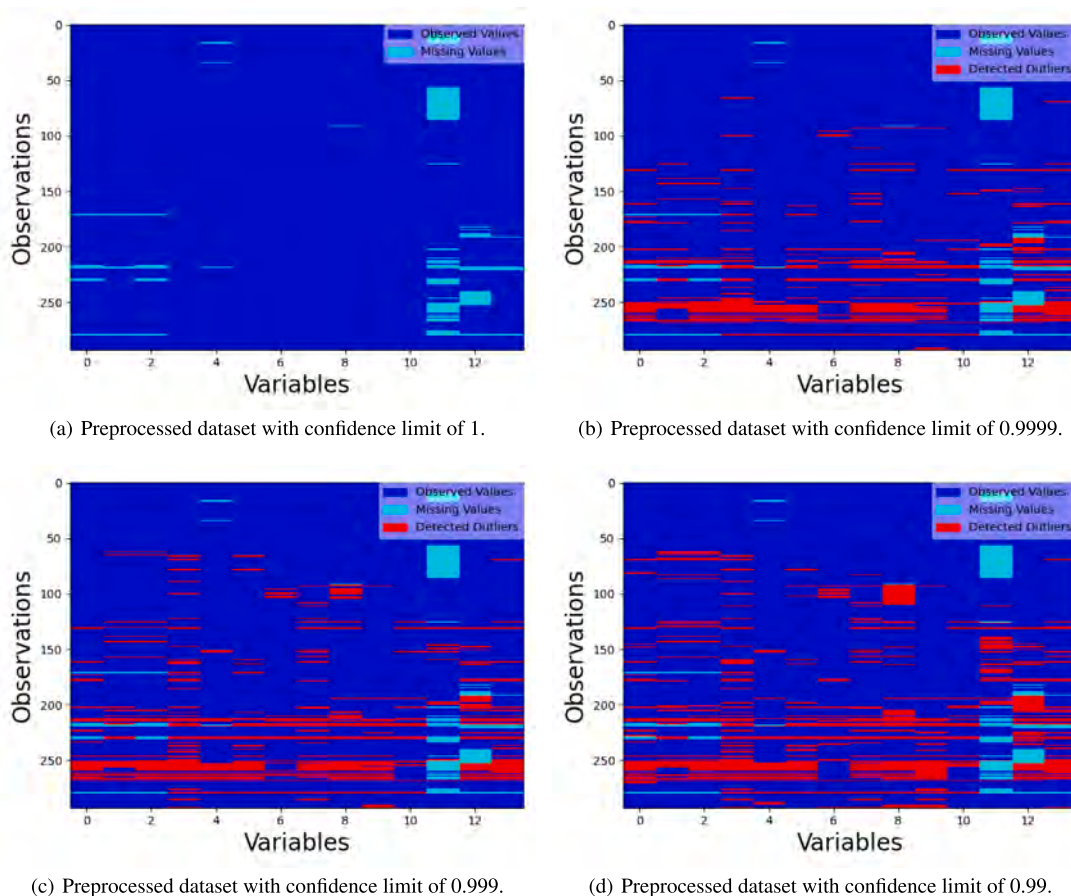 0
50
100
150
200
250
Observations
0
2
4
6
8
10
12
Variables
Observed Values
Missing Values
(a) Preprocessed dataset with confidence limit of 1.
0
50
100
150
200
250
Observations
0
2
4
6
8
10
12
Variables
Observed Values
Missing Values
Detected Outliers
(b) Preprocessed dataset with confidence limit of 0.9999.
0
50
100
150
200
250
Observations
0
2
4
6
8
10
12
Variables
Observed Values
Missing Values
Detected Outliers
(c) Preprocessed dataset with confidence limit of 0.999.
0
50
100
150
200
250
Observations
0
2
4
6
8
10
12
Variables
Observed Values
Missing Values
Detected Outliers
(d) Preprocessed dataset with confidence limit of 0.99.